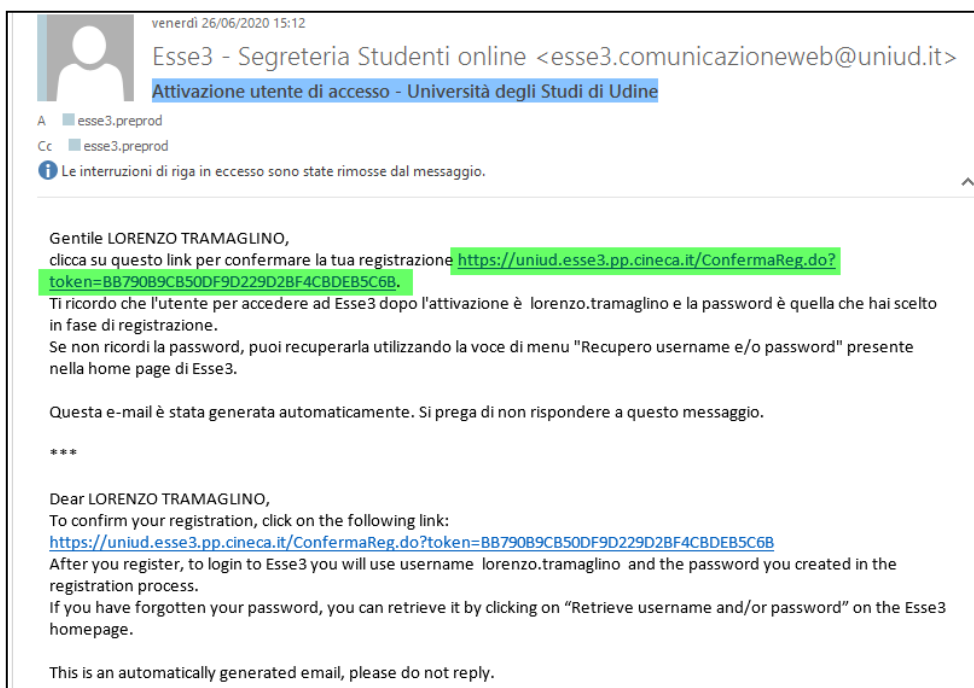 venerdì 26/06/2020 15:12
Esse3 - Segreteria Studenti online <esse3.comunicazioneweb@uniud.it>
Attivazione utente di accesso - Università degli Studi di Udine
A esse3.preprod
Cc esse3.preprod
Le interruzioni di riga in eccesso sono state rimosse dal messaggio.
Gentile LORENZO TRAMAGLINO,
clicca su questo link per confermare la tua registrazione https://uniud.esse3.pp.cineca.it/ConfermaReg.do?
token=BB790B9CB50DF9D229D2BF4CBDEB5C6B.
Ti ricordo che l'utente per accedere ad Esse3 dopo l'attivazione è lorenzo.tramaglino e la password è quella che hai scelto
in fase di registrazione.
Se non ricordi la password, puoi recuperarla utilizzando la voce di menu "Recupero username e/o password" presente
nella home page di Esse3.
Questa e-mail è stata generata automaticamente. Si prega di non rispondere a questo messaggio.
***
Dear LORENZO TRAMAGLINO,
To confirm your registration, click on the following link:
https://uniud.esse3.pp.cineca.it/ConfermaReg.do?token=BB790B9CB50DF9D229D2BF4CBDEB5C6B
After you register, to login to Esse3 you will use username lorenzo.tramaglino and the password you created in the
registration process.
If you have forgotten your password, you can retrieve it by clicking on “Retrieve username and/or password” on the Esse3
homepage.
This is an automatically generated email, please do not reply.